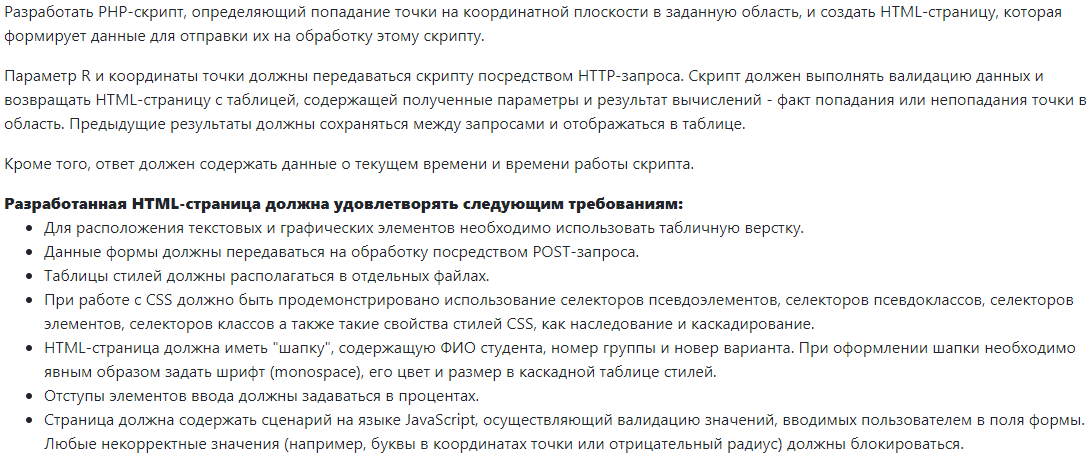 Разработать PHP-скрипт, определяющий попадание точки на координатной плоскости в заданную область, и создать HTML-страницу, которая
формирует данные для отправки их на обработку этому скрипту.
Параметр R и координаты точки должны передаваться скрипту посредством HTTP-запроса. Скрипт должен выполнять валидацию данных и
возвращать HTML-страницу с таблицей, содержащей полученные параметры и результат вычислений - факт попадания или непопадания точки в
область. Предыдущие результаты должны сохраняться между запросами и отображаться в таблице.
Кроме того, ответ должен содержать данные о текущем времени и времени работы скрипта.
Разработанная HTML-страница должна удовлетворять следующим требованиям:
• Для расположения текстовых и графических элементов необходимо использовать табличную верстку.
• Данные формы должны передаваться на обработку посредством POST-запроса.
• Таблицы стилей должны располагаться в отдельных файлах.
• При работе с CSS должно быть продемонстрировано использование селекторов псевдоэлементов, селекторов псевдоклассов, селекторов
элементов, селекторов классов а также такие свойства стилей CSS, как наследование и каскадирование.
• HTML-страница должна иметь "шапку", содержащую ФИО студента, номер группы и новер варианта. При оформлении шапки необходимо
явным образом задать шрифт (monospace), его цвет и размер в каскадной таблице стилей.
• Отступы элементов ввода должны задаваться в процентах.
• Страница должна содержать сценарий на языке JavaScript, осуществляющий валидацию значений, вводимых пользователем в поля формы.
Любые некорректные значения (например, буквы в координатах точки или отрицательный радиус) должны блокироваться.